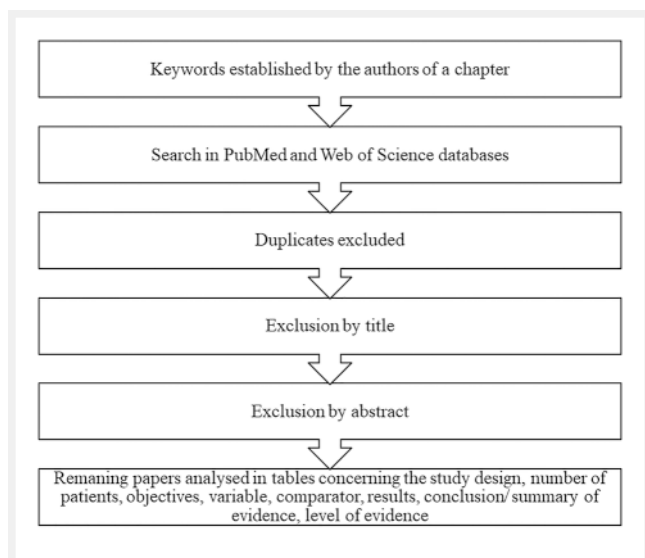 Keywords established by the authors of a chapter
Search in PubMed and Web of Science databases
Duplicates excluded
Exclusion by title
Exclusion by abstract
Remaning papers analysed in tables concerning the study design, number of
patients, objectives, variable, comparator, results, conclusion/ summary of
evidence, level of evidence